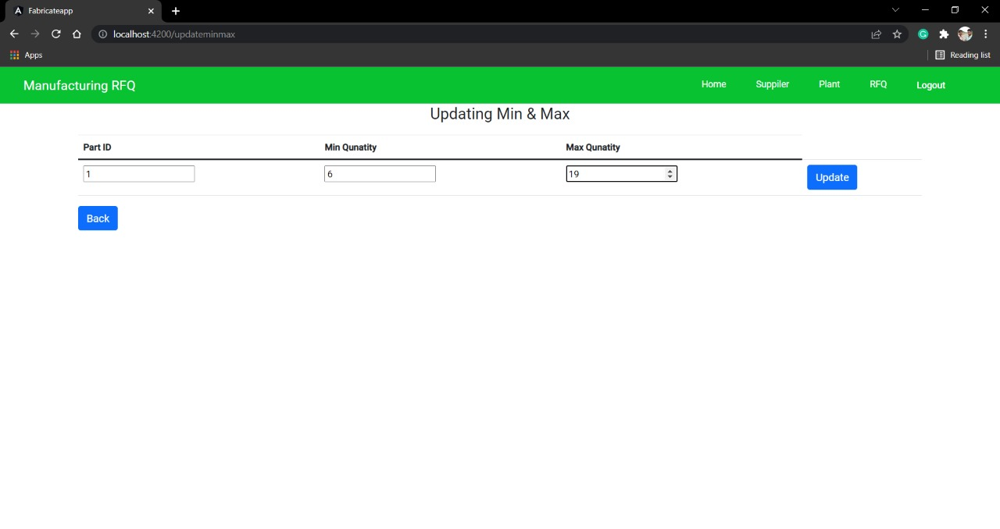 Fabricateapp
localhost:4200/updateminmax
Apps
Reading list
Manufacturing RFQ
Home Suppiler Plant RFQ Logout
Updating Min & Max
Part ID Min Qunatity Max Qunatity
1 6 19 Update
Back